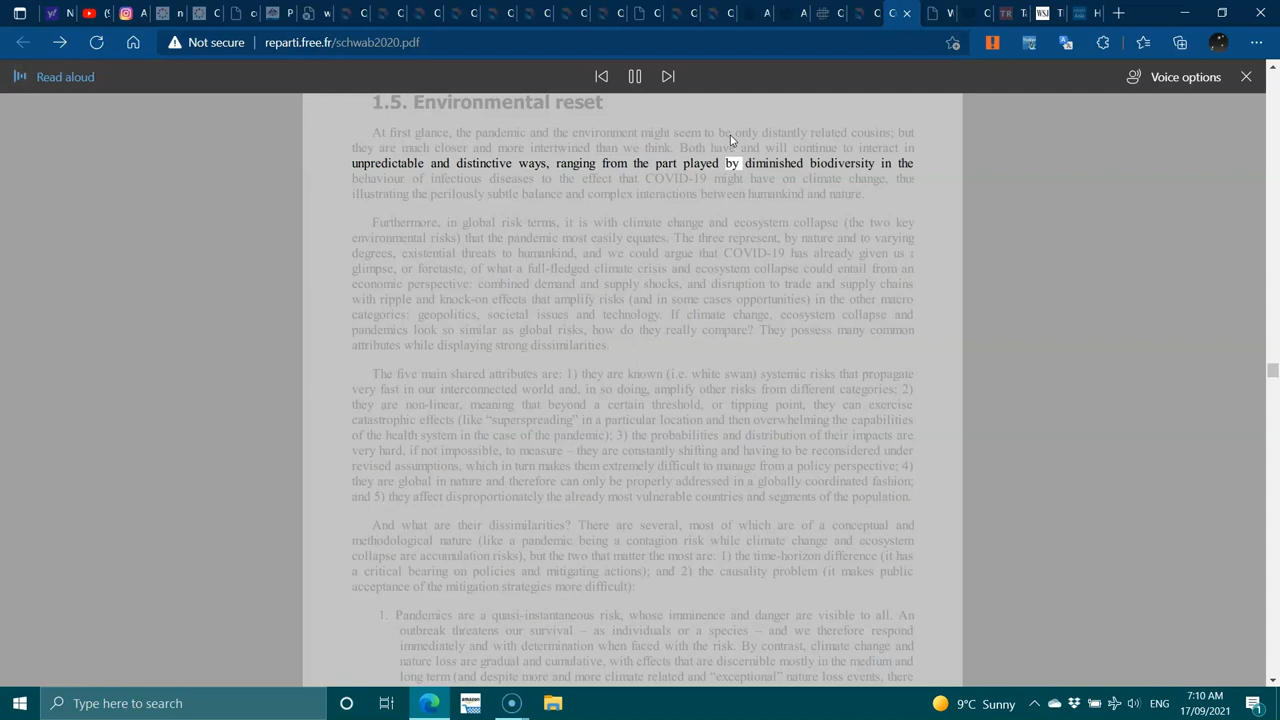 Not secure
reparti.free.fr/schwab2020.pdf
Read aloud
Voice options
1.5. Environmental reset
At first glance, the pandemic and the environment might seem to be only distantly related cousins; but
they are much closer and more intertwined than we think. Both have and will continue to interact in
unpredictable and distinctive ways, ranging from the part played by diminished biodiversity in the
behaviour of infectious diseases to the effect that COVID-19 might have on climate change, thus
illustrating the perilously subtle balance and complex interactions between humankind and nature.
Furthermore, in global risk terms, it is with climate change and ecosystem collapse (the two key
environmental risks) that the pandemic most easily equates. The three represent, by nature and to varying
degrees, existential threats to humankind, and we could argue that COVID-19 has already given us a
glimpse, or foretaste, of what a full-fledged climate crisis and ecosystem collapse could entail from an
economic perspective: combined demand and supply shocks, and disruption to trade and supply chains
with ripple and knock-on effects that amplify risks (and in some cases opportunities) in the other macro
categories: geopolitics, societal issues and technology. If climate change, ecosystem collapse and
pandemics look so similar as global risks, how do they really compare? They possess many common
attributes while displaying strong dissimilarities.
The five main shared attributes are: 1) they are known (i.e. white swan) systemic risks that propagate
very fast in our interconnected world and, in so doing, amplify other risks from different categories; 2)
they are non-linear, meaning that beyond a certain threshold, or tipping point, they can exercise
catastrophic effects (like “superspreading” in a particular location and then overwhelming the capabilities
of the health system in the case of the pandemic); 3) the probabilities and distribution of their impacts are
very hard, if not impossible, to measure – they are constantly shifting and having to be reconsidered under
revised assumptions, which in turn makes them extremely difficult to manage from a policy perspective; 4)
they are global in nature and therefore can only be properly addressed in a globally coordinated fashion;
and 5) they affect disproportionately the already most vulnerable countries and segments of the population.
And what are their dissimilarities? There are several, most of which are of a conceptual and
methodological nature (like a pandemic being a contagion risk while climate change and ecosystem
collapse are accumulation risks), but the two that matter the most are: 1) the time-horizon difference (it has
a critical bearing on policies and mitigating actions); and 2) the causality problem (it makes public
acceptance of the mitigation strategies more difficult):
1. Pandemics are a quasi-instantaneous risk, whose imminence and danger are visible to all. An
outbreak threatens our survival – as individuals or a species – and we therefore respond
immediately and with determination when faced with the risk. By contrast, climate change and
nature loss are gradual and cumulative, with effects that are discernible mostly in the medium and
long term (and despite more and more climate related and “exceptional” nature loss events, there
Type here to search
amazon
9°C Sunny
ENG
7:10 AM
17/09/2021